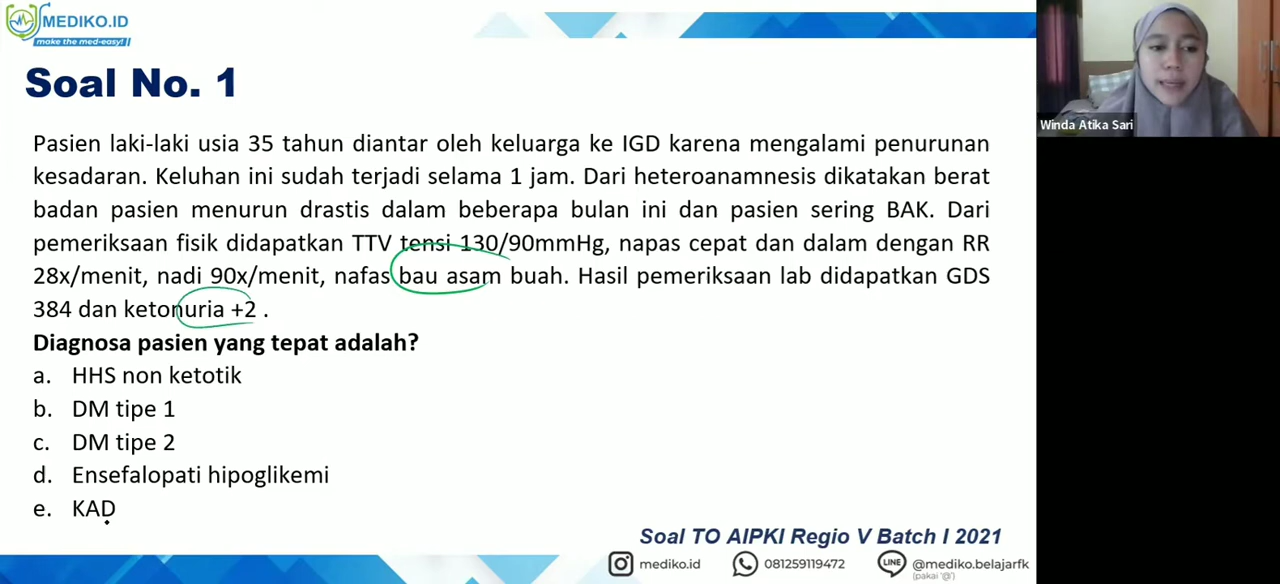 MEDIKO.ID
make the med-easy!
Soal No. 1
Pasien laki-laki usia 35 tahun diantar oleh keluarga ke IGD karena mengalami penurunan
kesadaran. Keluhan ini sudah terjadi selama 1 jam. Dari heteroanamnesis dikatakan berat
badan pasien menurun drastis dalam beberapa bulan ini dan pasien sering BAK. Dari
pemeriksaan fisik didapatkan TTV tensi 130/90mmHg, napas cepat dan dalam dengan RR
28x/menit, nadi 90x/menit, nafas bau asam buah. Hasil pemeriksaan lab didapatkan GDS
384 dan ketonuria +2 .
Diagnosa pasien yang tepat adalah?
a. HHS non ketotik
b. DM tipe 1
c. DM tipe 2
d. Ensefalopati hipoglikemi
e. KAD
Soal TO AIPKI Regio V Batch I 2021
mediko.id 081259119472 LINE @mediko.belajarfk
(pakai '@')
Winda Atika Sari